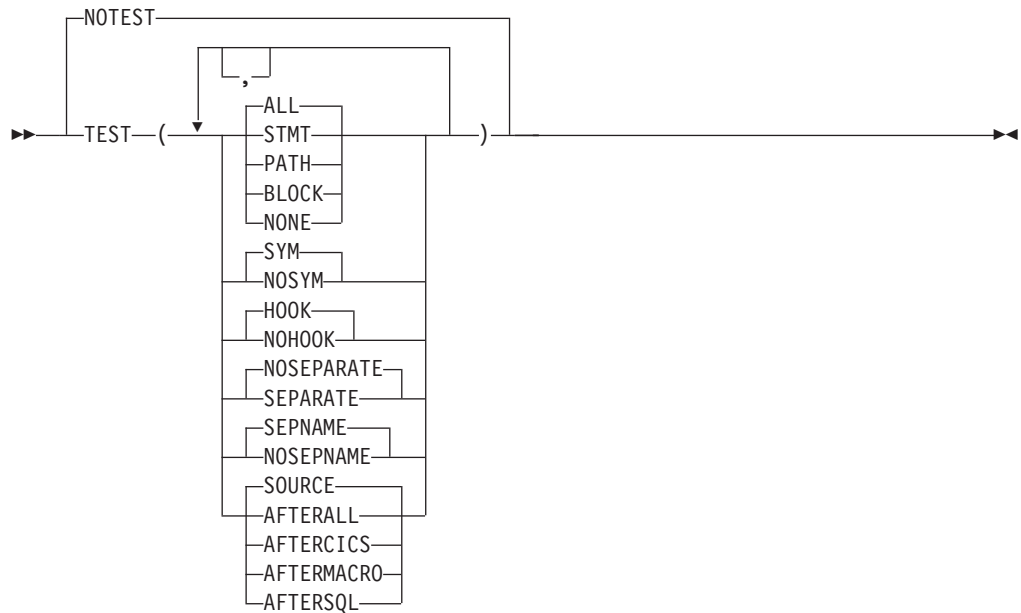 NOTEST
,
ALL
TEST ( STMT )
PATH
BLOCK
NONE
SYM
NOSYM
HOOK
NOHOOK
NOSEPARATE
SEPARATE
SEPNAME
NOSEPNAME
SOURCE
AFTERALL
AFTERCICS
AFTERMACRO
AFTERSQL